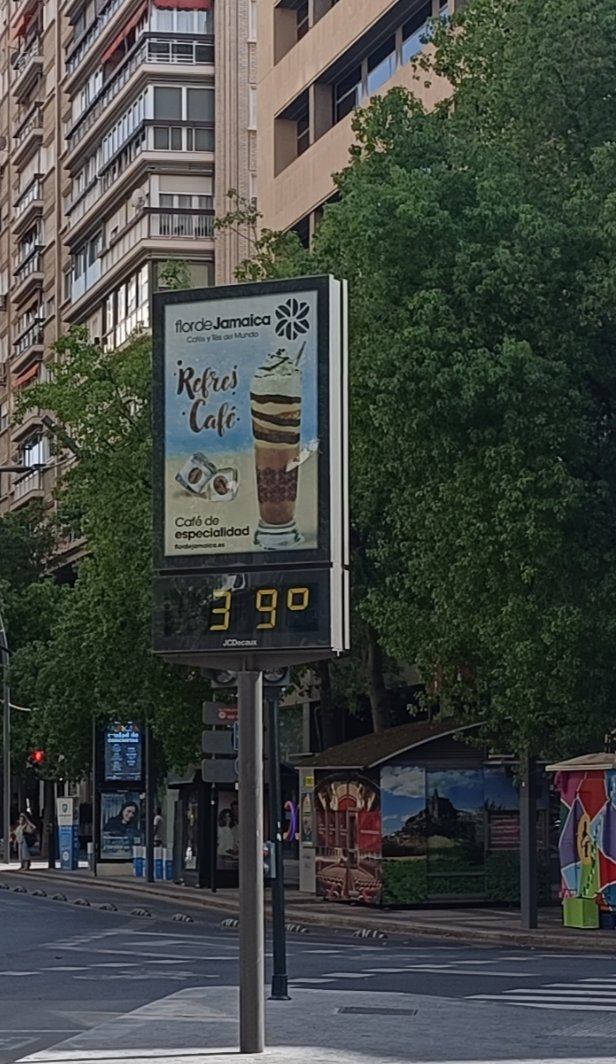 flordeJamaica
Cafés y Tés del Mundo
Refres
Café
Café de
especialidad
flordejamaica.es
39º
JCDecaux